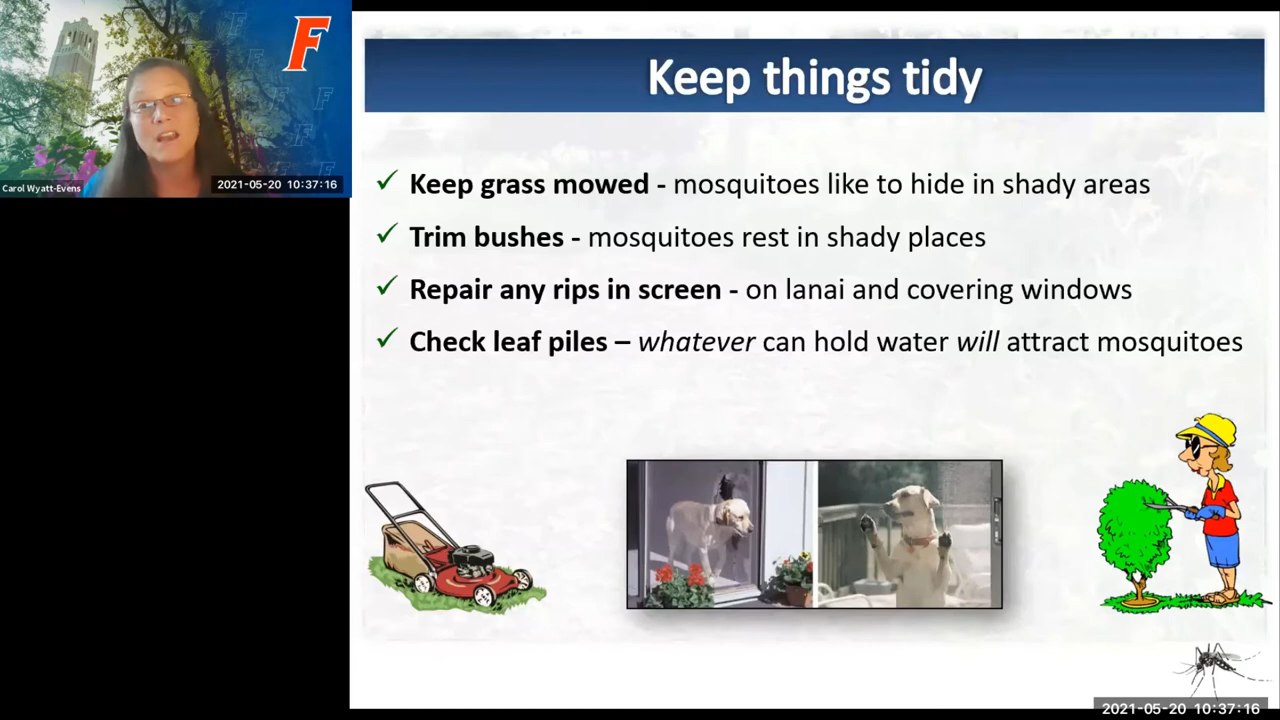 F
Carol Wyatt-Evens
2021-05-20 10:37:16
Keep things tidy
✓ Keep grass mowed - mosquitoes like to hide in shady areas
✓ Trim bushes - mosquitoes rest in shady places
✓ Repair any rips in screen - on lanai and covering windows
✓ Check leaf piles – whatever can hold water will attract mosquitoes
2021-05-20 10:37:16